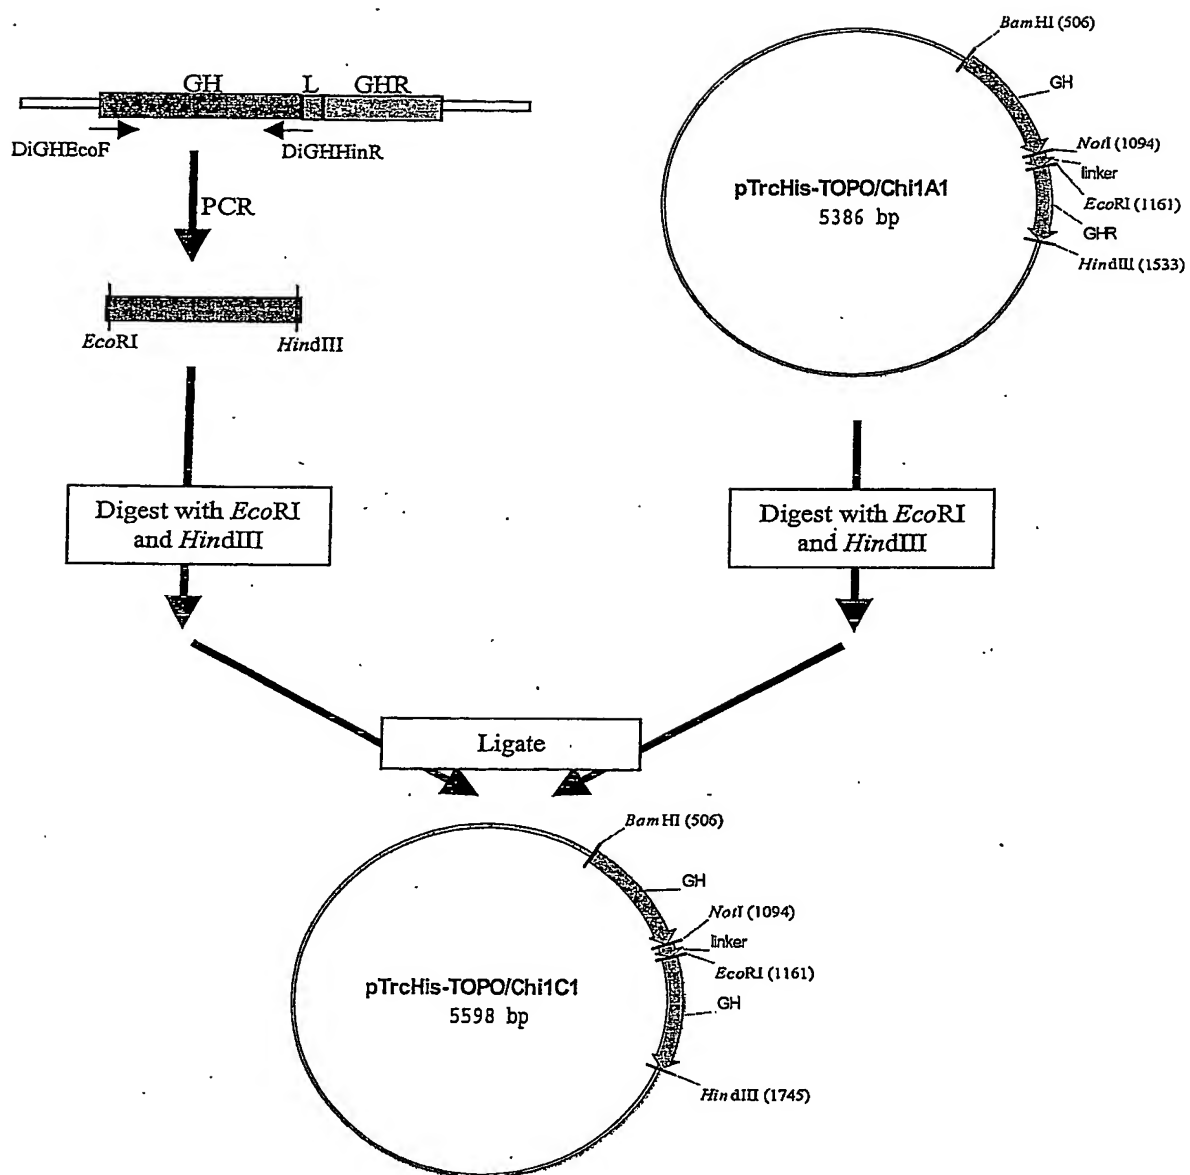 GH L GHR
DiGHEcoF
DiGHHinR
PCR
EcoRI
HindIII
Digest with EcoRI
and HindIII
BamHI (506)
GH
NotI (1094)
linker
EcoRI (1161)
GHR
HindIII (1533)
pTrcHis-TOPO/Chi1A1
5386 bp
Digest with EcoRI
and HindIII
Ligate
BamHI (506)
GH
NotI (1094)
linker
EcoRI (1161)
GH
HindIII (1745)
pTrcHis-TOPO/Chi1C1
5598 bp